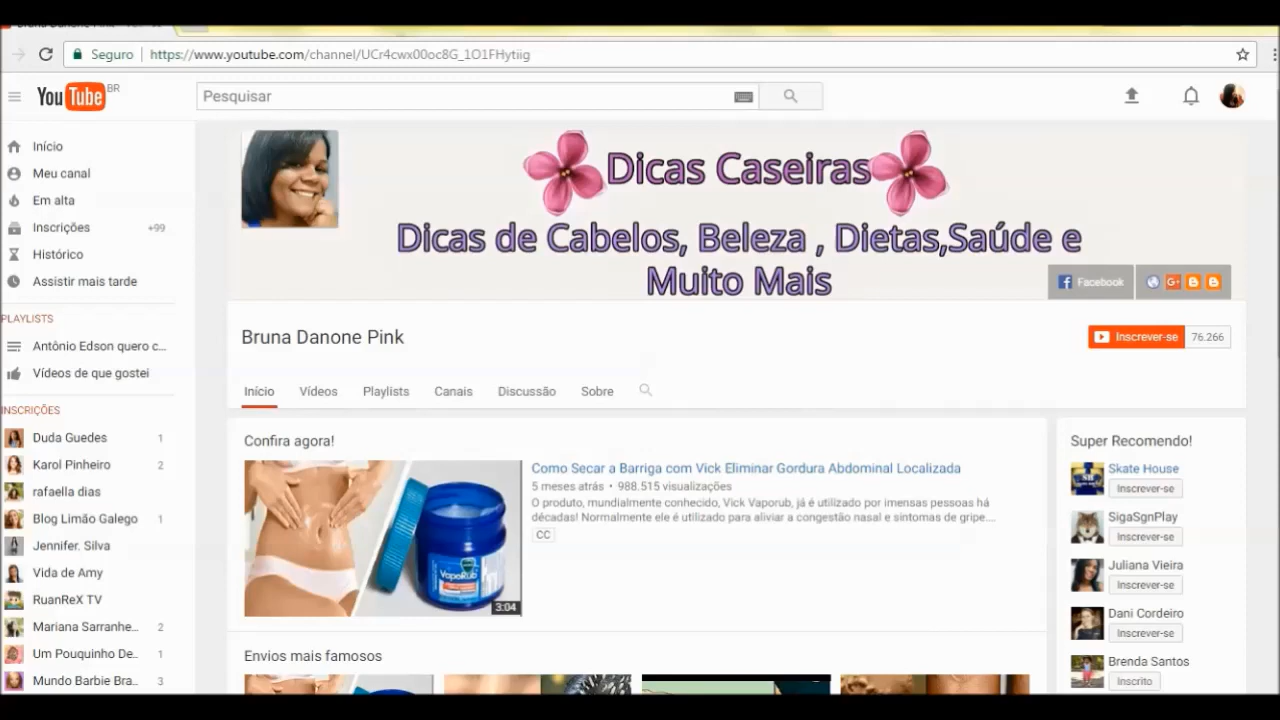 Seguro
https://www.youtube.com/channel/UCr4cwx00oc8G_1O1FHytiig
YouTube BR
Pesquisar
Início
Meu canal
Em alta
Inscrições +99
Histórico
Assistir mais tarde
PLAYLISTS
Antônio Edson quero c...
Vídeos de que gostei
INSCRIÇÕES
Duda Guedes 1
Karol Pinheiro 2
rafaella dias
Blog Limão Galego 1
Jennifer. Silva
Vida de Amy
RuanReX TV
Mariana Sarranhe... 2
Um Pouquinho De... 1
Mundo Barbie Bra... 3
Dicas Caseiras
Dicas de Cabelos, Beleza , Dietas,Saúde e
Muito Mais
Facebook
Bruna Danone Pink
Inscrever-se 76.266
Início Vídeos Playlists Canais Discussão Sobre
Confira agora!
VapoRub
3:04
Como Secar a Barriga com Vick Eliminar Gordura Abdominal Localizada
5 meses atrás • 988.515 visualizações
O produto, mundialmente conhecido, Vick Vaporub, já é utilizado por imensas pessoas há
décadas! Normalmente ele é utilizado para aliviar a congestão nasal e sintomas de gripe...
CC
Envios mais famosos
Super Recomendo!
Skate House
Inscrever-se
SigaSgnPlay
Inscrever-se
Juliana Vieira
Inscrever-se
Dani Cordeiro
Inscrever-se
Brenda Santos
Inscrito